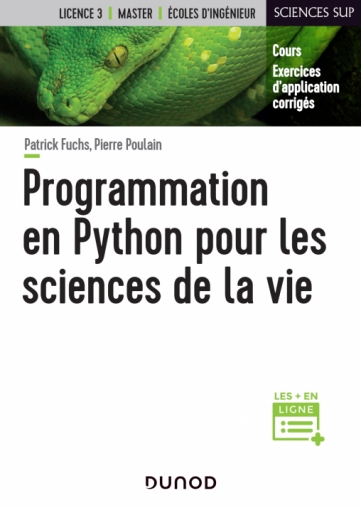 LICENCE 3 | MASTER | ÉCOLES D'INGÉNIEUR
SCIENCES SUP
Cours
Exercices
d'application
corrigés
Patrick Fuchs, Pierre Poulain
Programmation
en Python pour les
sciences de la vie
LES + EN
LIGNE
DUNOD